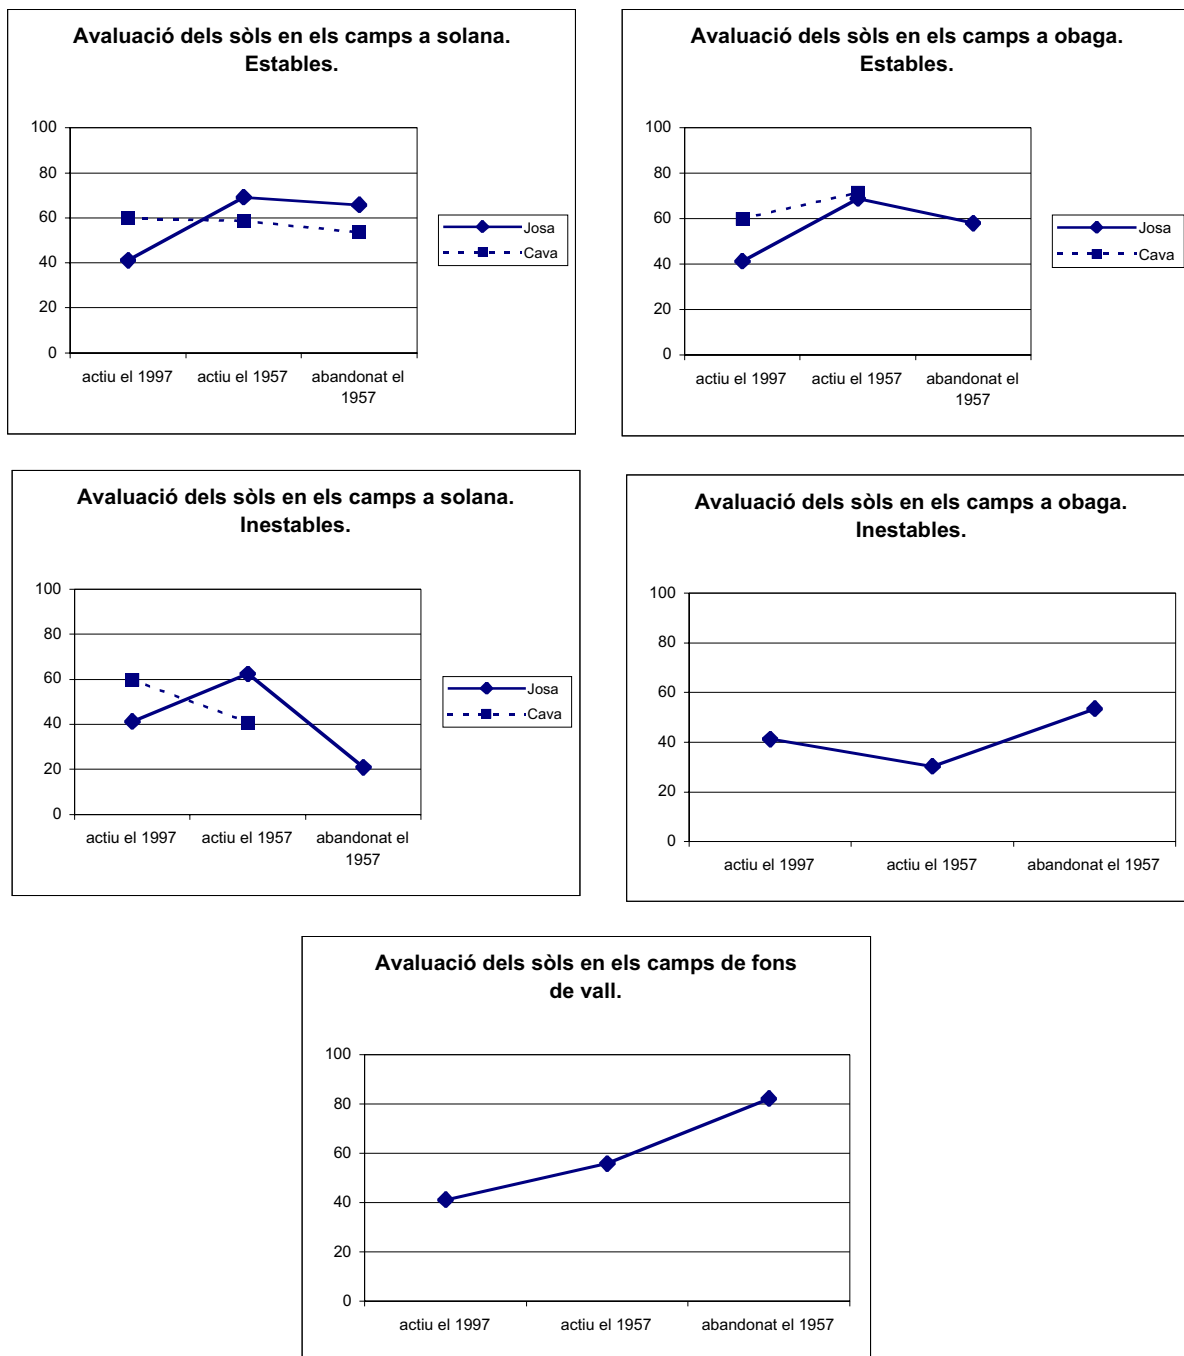 Avaluació dels sòls en els camps a solana.
Estables.
100
80
60
40
20
0
actiu el 1997
actiu el 1957
abandonat el
1957
Josa
Cava
Avaluació dels sòls en els camps a obaga.
Estables.
100
80
60
40
20
0
actiu el 1997
actiu el 1957
abandonat el
1957
Josa
Cava
Avaluació dels sòls en els camps a solana.
Inestables.
100
80
60
40
20
0
actiu el 1997
actiu el 1957
abandonat el
1957
Josa
Cava
Avaluació dels sòls en els camps a obaga.
Inestables.
100
80
60
40
20
0
actiu el 1997
actiu el 1957
abandonat el 1957
Avaluació dels sòls en els camps de fons
de vall.
100
80
60
40
20
0
actiu el 1997
actiu el 1957
abandonat el 1957